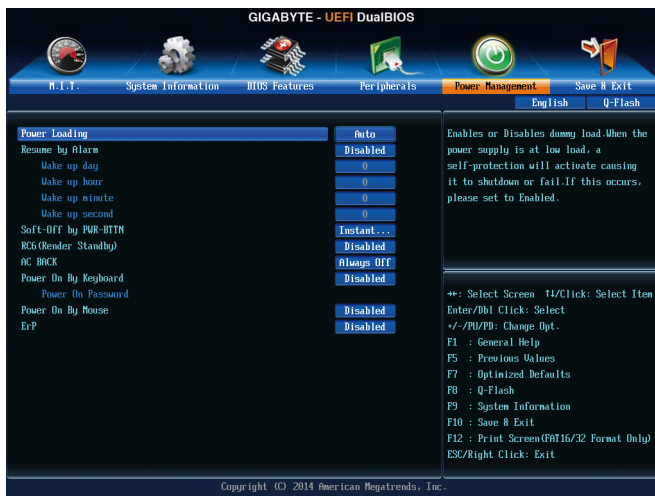 GIGABYTE - UEFI DualBIOS
M.I.T. System Information BIOS Features Peripherals Power Management Save & Exit
English Q-Flash
Power Loading Auto
Resume by Alarm Disabled
Wake up day 0
Wake up hour 0
Wake up minute 0
Wake up second 0
Soft-Off by PWR-BTTN Instant...
RC6(Render Standby) Disabled
AC BACK Always Off
Power On By Keyboard Disabled
Power On Password
Power On By Mouse Disabled
ErP Disabled
Enables or Disables dummy load.When the
power supply is at low load, a
self-protection will activate causing
it to shutdown or fail.If this occurs,
please set to Enabled.
→←: Select Screen ↑↓/Click: Select Item
Enter/Dbl Click: Select
+/-/PU/PD: Change Opt.
F1 : General Help
F5 : Previous Values
F7 : Optimized Defaults
F8 : Q-Flash
F9 : System Information
F10 : Save & Exit
F12 : Print Screen(FAT16/32 Format Only)
ESC/Right Click: Exit
Copyright (C) 2014 American Megatrends, Inc.